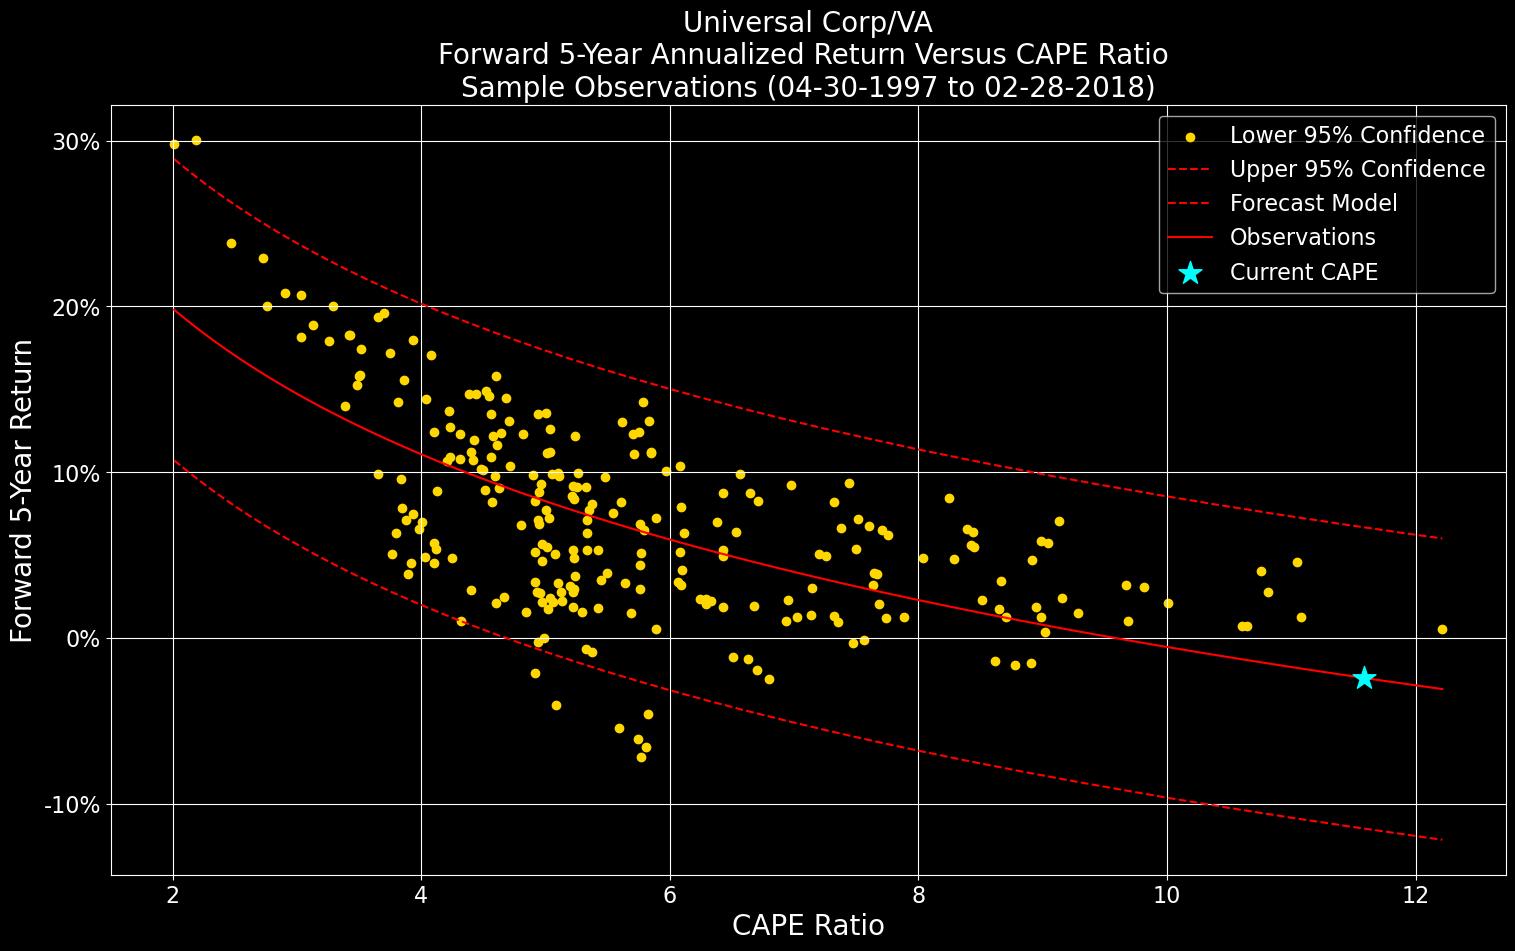 Universal Corp/VA
Forward 5-Year Annualized Return Versus CAPE Ratio
Sample Observations (04-30-1997 to 02-28-2018)
Lower 95% Confidence
Upper 95% Confidence
Forecast Model
Observations
Current CAPE
Forward 5-Year Return
30%
20%
10%
0%
-10%
2 4 6 8 10 12
CAPE Ratio